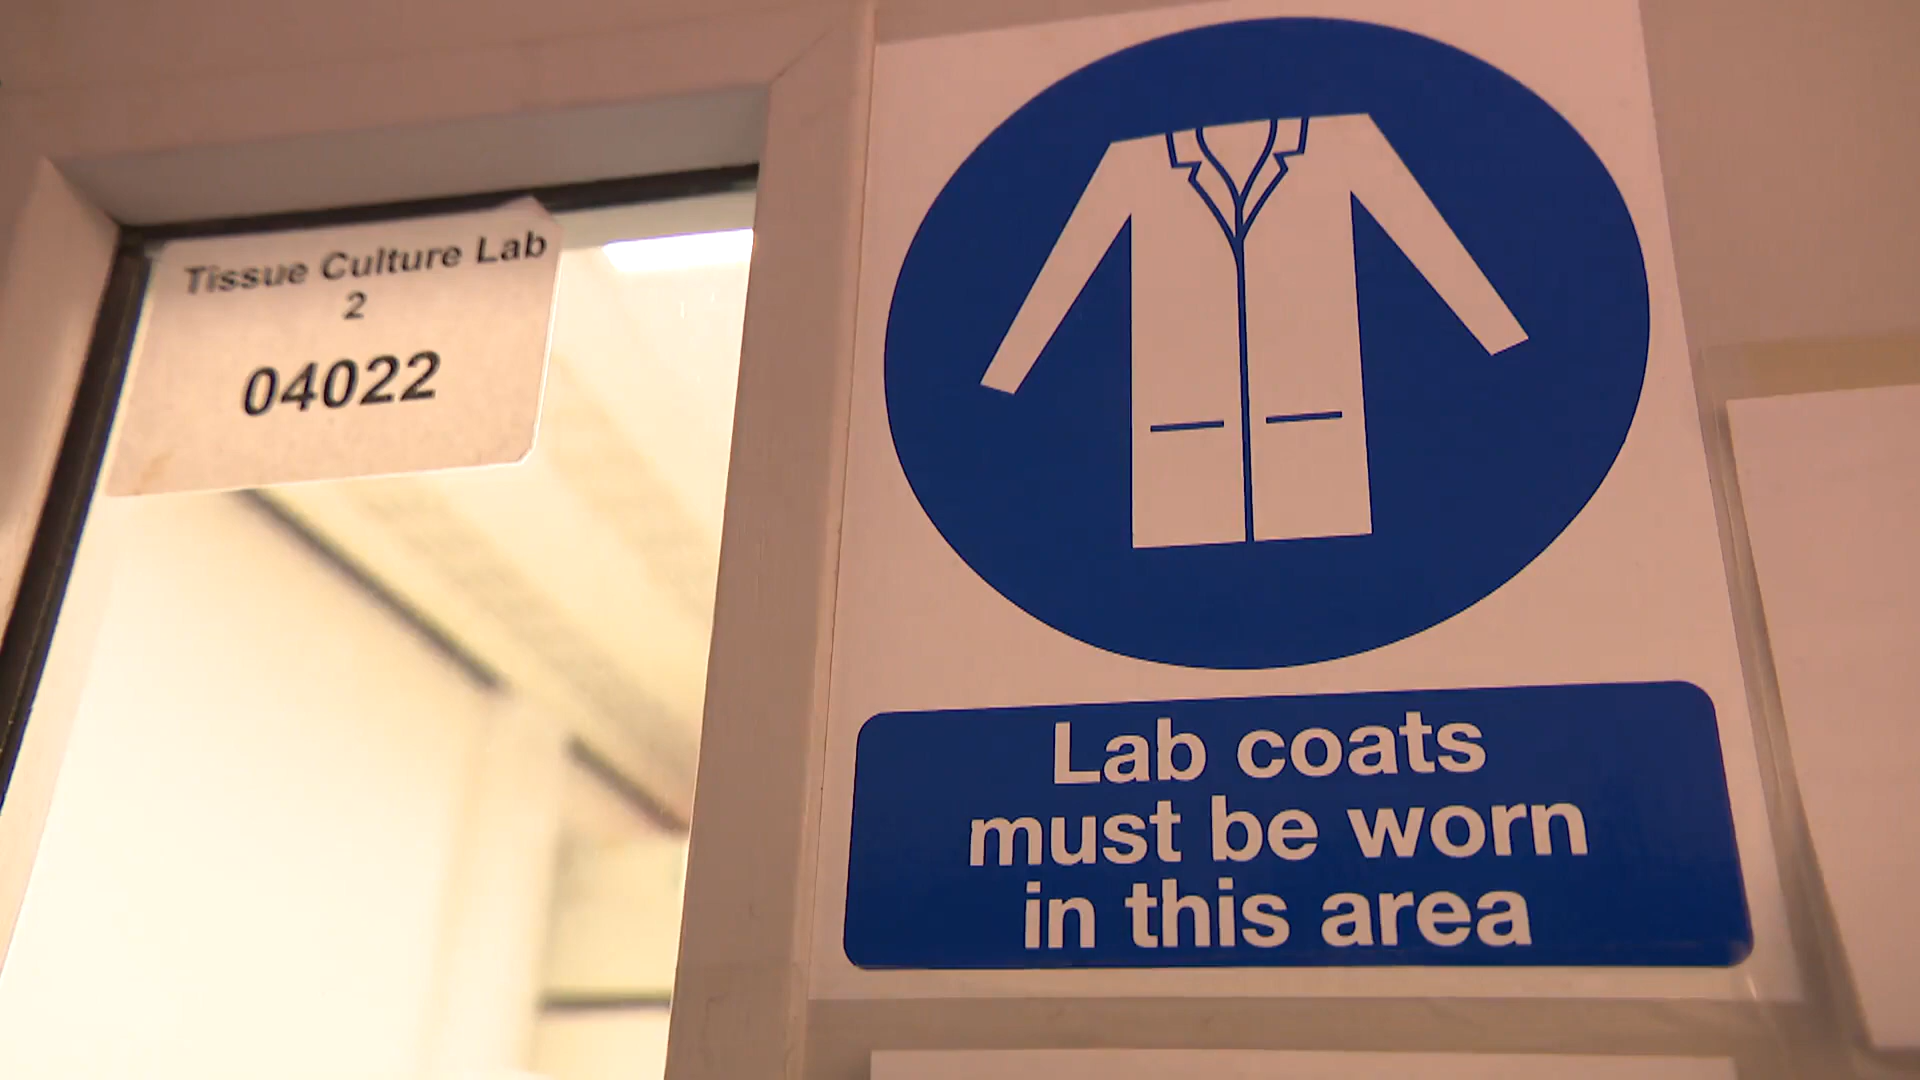 Tissue Culture Lab
2
04022
Lab coats
must be worn
in this area